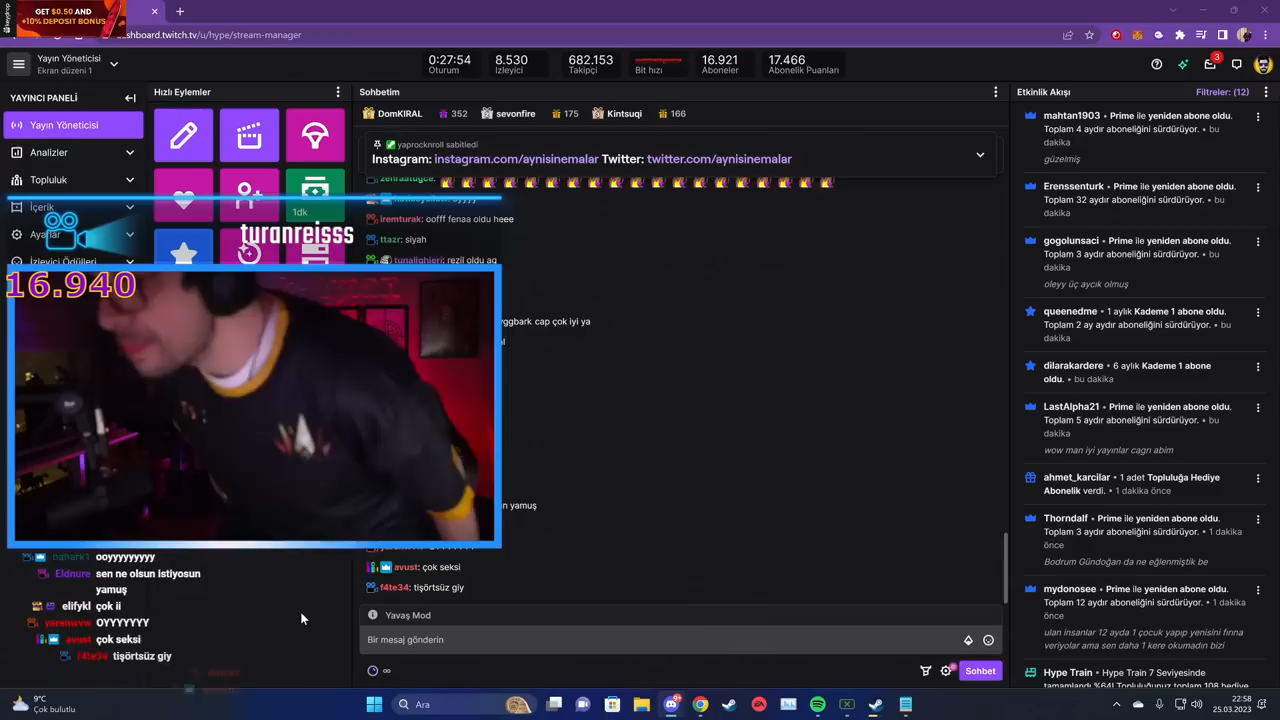 GET $0.50 AND
+10% DEPOSIT BONUS
shboard.twitch.tv/u/hype/stream-manager
Yayın Yöneticisi
Ekran düzeni 1
0:27:54
Oturum
8.530
İzleyici
682.153
Takipçi
Bit hızı
16.921
Aboneler
17.466
Abonelik Puanları
3
YAYINCI PANELİ
Yayın Yöneticisi
Analizler
Topluluk
İçerik
Ayarlar
İzleyici Ödülleri
Hızlı Eylemler
1dk
turanreisss
16.940
Sohbetim
DomKIRAL 352
sevonfire 175
Kintsuqi 166
yaprocknroll sabitledi
Instagram: instagram.com/aynisinemalar Twitter: twitter.com/aynisinemalar
zehraatugce:
iremturak: oofff fenaa oldu heee
ttazr: siyah
tunalighieri: rezil oldu aq
ggbark cap çok iyi ya
yamuş
avust: çok seksi
f4te34: tişörtsüz giy
Yavaş Mod
Bir mesaj gönderin
Sohbet
ooyyyyyyyyy
Eldnure sen ne olsun istiyosun
yamuş
elifykl çok ii
OYYYYYYY
avust çok seksi
f4te34 tişörtsüz giy
Etkinlik Akışı
Filtreler: (12)
mahtan1903 • Prime ile yeniden abone oldu.
Toplam 4 aydır aboneliğini sürdürüyor. • bu
dakika
güzelmiş
Erenssenturk • Prime ile yeniden abone oldu.
Toplam 32 aydır aboneliğini sürdürüyor. • bu
dakika
gogolunsaci • Prime ile yeniden abone oldu.
Toplam 3 aydır aboneliğini sürdürüyor. • bu
dakika
oleyy üç aycık olmuş
queenedme • 1 aylık Kademe 1 abone oldu.
Toplam 2 ay aydır aboneliğini sürdürüyor. • bu
dakika
dilarakardere • 6 aylık Kademe 1 abone
oldu. • bu dakika
LastAlpha21 • Prime ile yeniden abone oldu.
Toplam 5 aydır aboneliğini sürdürüyor. • bu
dakika
wow man iyi yayınlar cagrı abim
ahmet_karcilar • 1 adet Topluluğa Hediye
Abonelik verdi. • 1 dakika önce
Thorndalf • Prime ile yeniden abone oldu.
Toplam 3 aydır aboneliğini sürdürüyor. • 1 dakika
önce
Bodrum Gündoğan da ne eğlenmiştik be
mydonosee • Prime ile yeniden abone oldu.
Toplam 12 aydır aboneliğini sürdürüyor. • 1 dakika
önce
ulan insanlar 12 ayda 1 çocuk yapıp yenisini fırına
veriyolar ama sen daha 1 kere okumadın bizi
Hype Train • Hype Train 7 Seviyesinde
tamamlandı %64! Topluluğunuz toplam 108 hediye
9°C
Çok bulutlu
Ara
22:58
25.03.2023